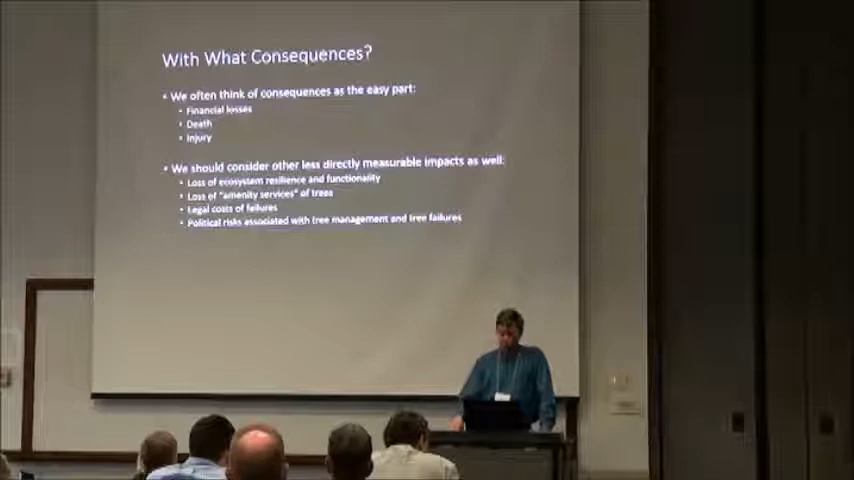 With What Consequences?
• We often think of consequences as the easy part:
• Financial losses
• Death
• Injury
• We should consider other less directly measurable impacts as well:
• Loss of ecosystem resilience and functionality
• Loss of "amenity services" of trees
• Legal costs of failures
• Political risks associated with tree management and tree failures